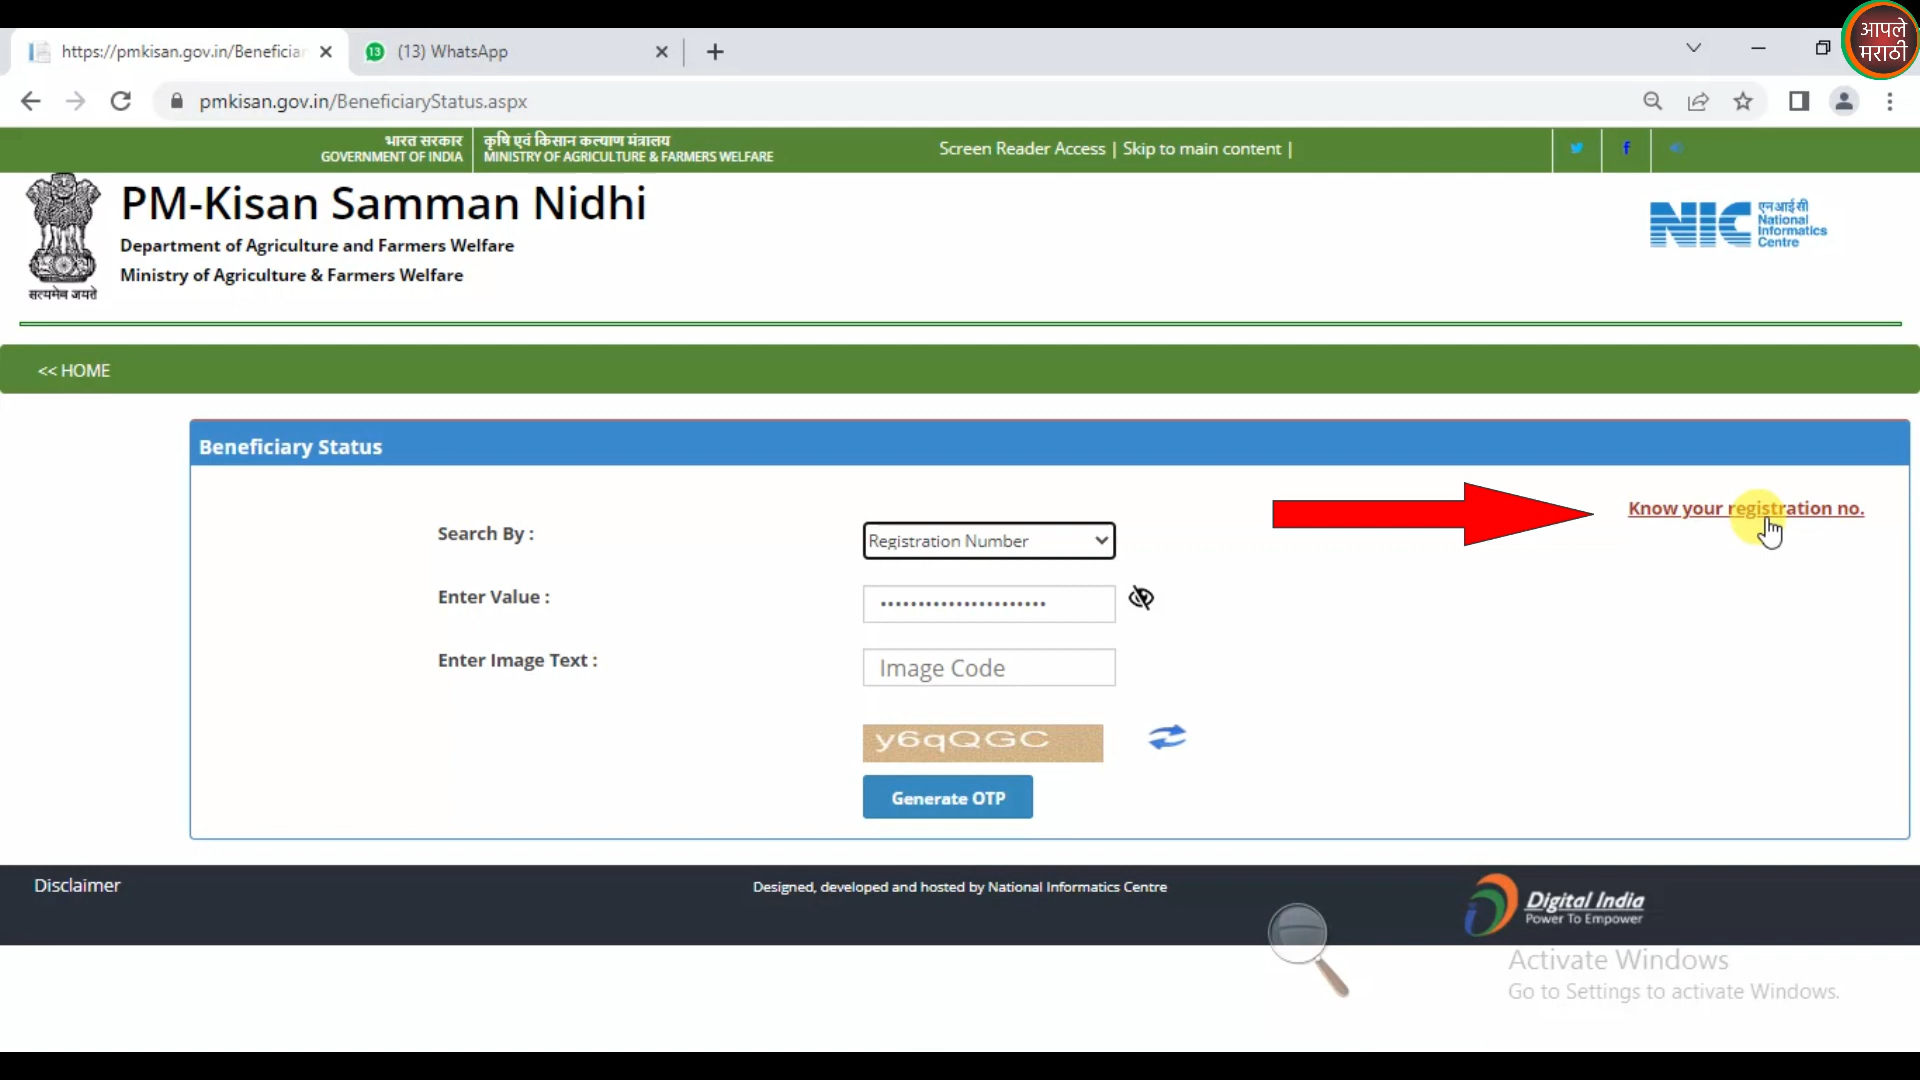 आपले
मराठी
https://pmkisan.gov.in/Beneficiar
13
(13) WhatsApp
pmkisan.gov.in/BeneficiaryStatus.aspx
भारत सरकार
GOVERNMENT OF INDIA
कृषि एवं किसान कल्याण मंत्रालय
MINISTRY OF AGRICULTURE & FARMERS WELFARE
Screen Reader Access | Skip to main content |
PM-Kisan Samman Nidhi
Department of Agriculture and Farmers Welfare
Ministry of Agriculture & Farmers Welfare
सत्यमेव जयते
NIC
एन आई सी
National
Informatics
Centre
<< HOME
Beneficiary Status
Know your registration no.
Search By :
Registration Number
Enter Value :
Enter Image Text :
Image Code
y6qQGC
Generate OTP
Disclaimer
Designed, developed and hosted by National Informatics Centre
Digital India
Power To Empower
Activate Windows
Go to Settings to activate Windows.